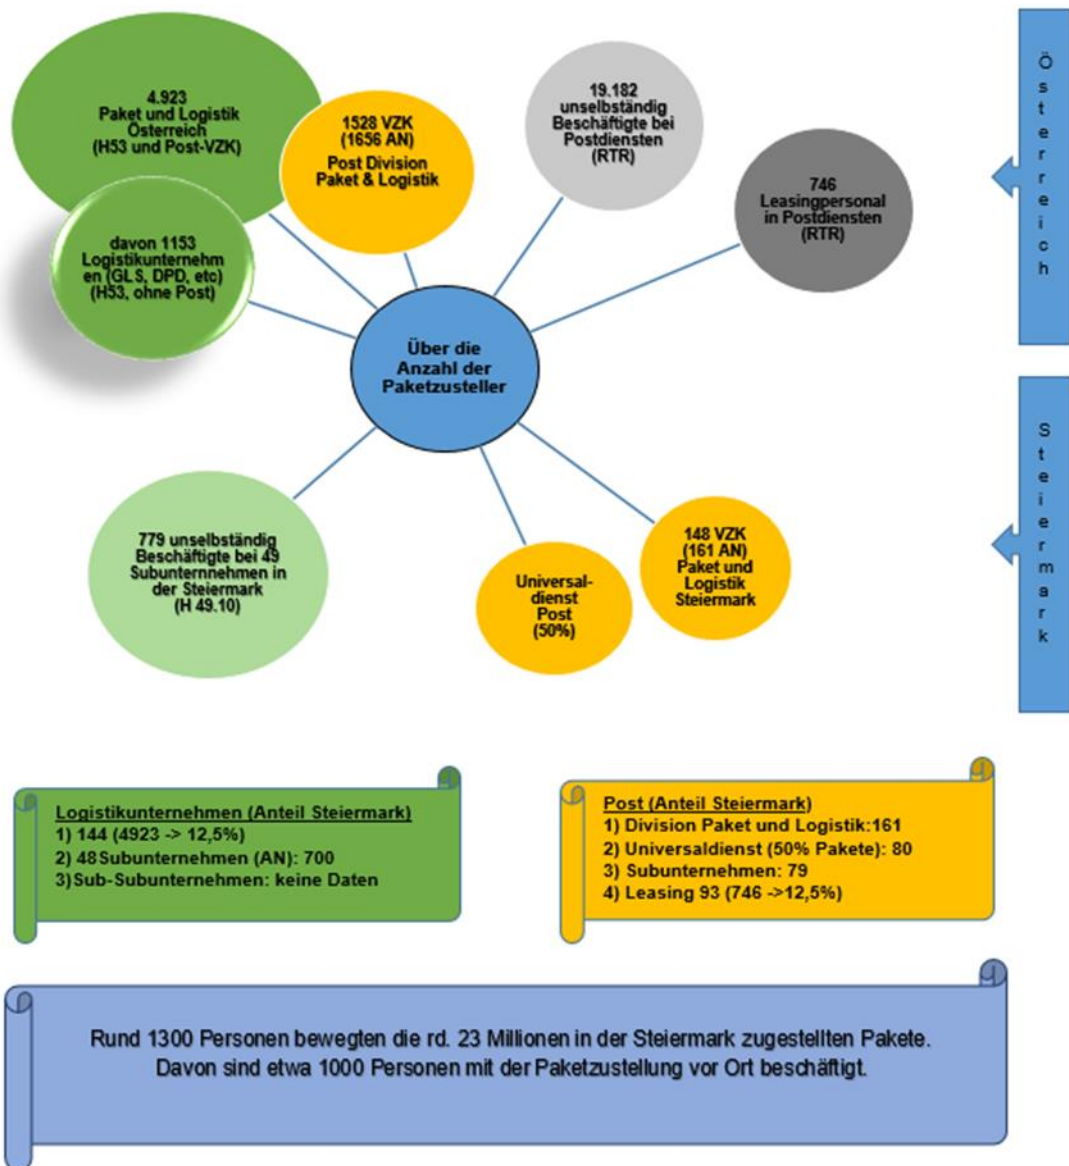 4.923
Paket und Logistik
Österreich
(H53 und Post-VZK)
1528 VZK
(1656 AN)
Post Division
Paket & Logistik
19.182
unselbständig
Beschäftigte bei
Postdiensten
(RTR)
746
Leasingpersonal
in Postdiensten
(RTR)
davon 1153
Logistikunternehm
en (GLS, DPD, etc)
(H53, ohne Post)
Über die
Anzahl der
Paketzusteller
Österreich
779 unselbständig
Beschäftigte bei 49
Subunternnehmen in
der Steiermark
(H 49.10)
Universal-
dienst
Post
(50%)
148 VZK
(161 AN)
Paket und
Logistik
Steiermark
Steiermark
Logistikunternehmen (Anteil Steiermark)
1) 144 (4923 -> 12,5%)
2) 48Subunternehmen (AN): 700
3)Sub-Subunternehmen: keine Daten
Post (Anteil Steiermark)
1) Division Paket und Logistik:161
2) Universaldienst (50% Pakete): 80
3) Subunternehmen: 79
4) Leasing 93 (746 ->12,5%)
Rund 1300 Personen bewegten die rd. 23 Millionen in der Steiermark zugestellten Pakete.
Davon sind etwa 1000 Personen mit der Paketzustellung vor Ort beschäftigt.